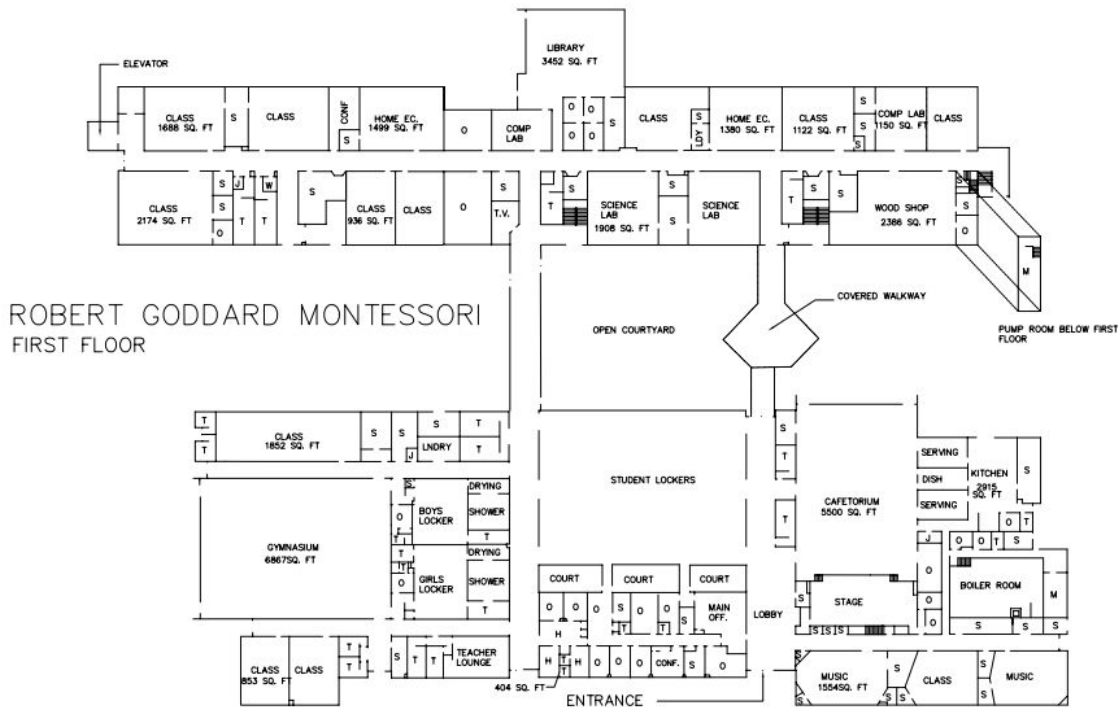 LIBRARY
3452 SQ. FT
ELEVATOR
CLASS
1688 SQ. FT
S
CLASS
CONF
S
HOME EC.
1499 SQ. FT
O
COMP
LAB
O
O
O
O
S
CLASS
S
LDY
HOME EC.
1380 SQ. FT
CLASS
1122 SQ. FT
S
S
S
COMP LAB
1150 SQ. FT
CLASS
CLASS
2174 SQ. FT
S
S
O
J
T
W
T
S
CLASS
936 SQ. FT
CLASS
O
S
T.V.
T
S
SCIENCE
LAB
1908 SQ. FT
S
S
SCIENCE
LAB
T
S
S
WOOD SHOP
2386 SQ. FT
S
S
O
M
ROBERT GODDARD MONTESSORI
FIRST FLOOR
OPEN COURTYARD
COVERED WALKWAY
PUMP ROOM BELOW FIRST
FLOOR
T
T
CLASS
1852 SQ. FT
S
S
J
S
LNDRY
T
T
STUDENT LOCKERS
S
T
T
CAFETORIUM
5500 SQ. FT
SERVING
DISH
SERVING
KITCHEN
2915
SQ. FT
S
O
T
GYMNASIUM
6867SQ. FT
S
O
T
BOYS
LOCKER
DRYING
SHOWER
T
T
T
O
GIRLS
LOCKER
DRYING
SHOWER
T
COURT
COURT
COURT
O
O
O
S
T
O
O
T
S
MAIN
OFF.
LOBBY
H
S
H
T
T
H
O
O
O
CONF.
S
O
404 SQ. FT
S
S
STAGE
S
S
S
J
O
O
O
O
O
T
S
BOILER ROOM
M
S
S
S
CLASS
853 SQ. FT
CLASS
T
T
S
T
T
TEACHER
LOUNGE
ENTRANCE
S
MUSIC
1554SQ. FT
S
S
S
CLASS
S
S
MUSIC